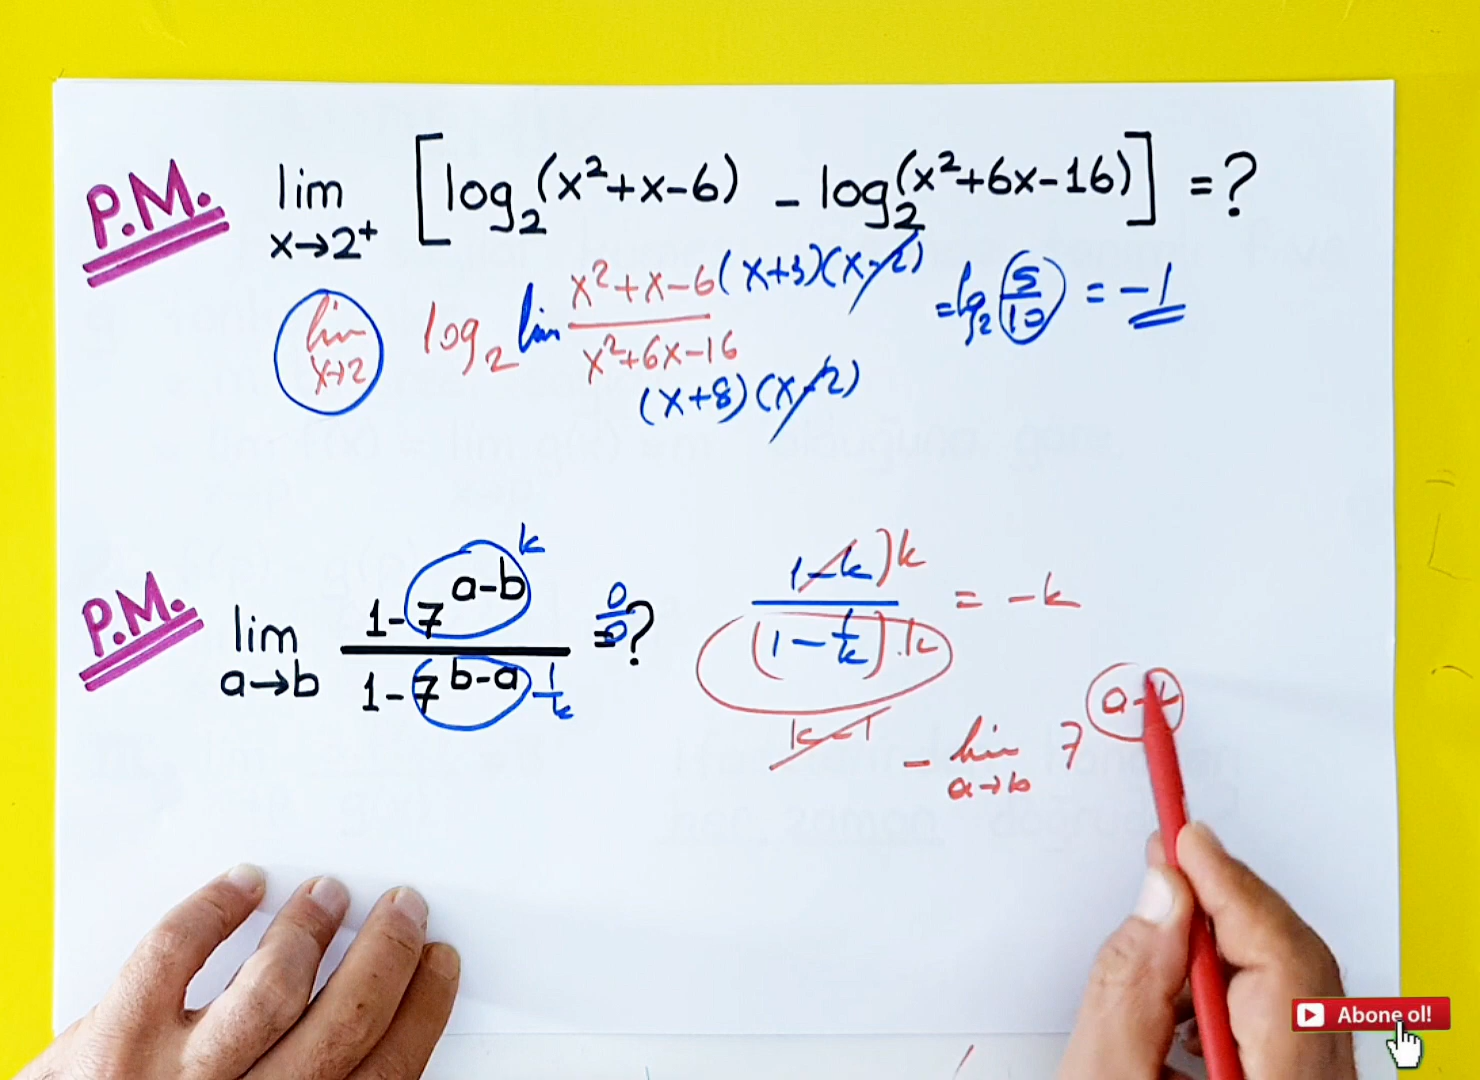 P.M. lim x→2⁺ [log₂(x²+x-6) - log₂(x²+6x-16)] = ?
lim x→2 log₂ lim (x²+x-6)/(x²+6x-16) (x+3)(x-2) (x+8)(x-2) = log₂(5/10) = -1
P.M. lim a→b (1-7^(a-b))/(1-7^(b-a)) = ? 0/0
k
1/k
(1-k)k / (1-1/k).k = -k
k-1
- lim a→b 7^(a-b)
Abone ol!